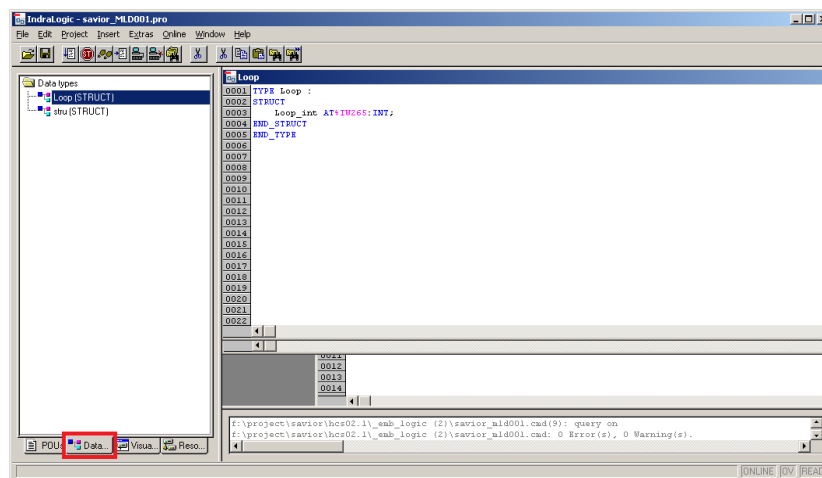 IndraLogic - savior_MLD001.pro
File Edit Project Insert Extras Online Window Help
Data types
Loop (STRUCT)
stru (STRUCT)
Loop
0001 TYPE Loop :
0002 STRUCT
0003 Loop_int AT%IW265:INT;
0004 END_STRUCT
0005 END_TYPE
0006
0007
0008
0009
0010
0011
0012
0013
0014
0015
0016
0017
0018
0019
0020
0021
0022
0011
0012
0013
0014
f:\project\savior\hcs02.1\_emb_logic (2)\savior_mld001.cmd(9): query on
f:\project\savior\hcs02.1\_emb_logic (2)\savior_mld001.cmd: 0 Error(s), 0 Warning(s).
POUs Data... Visua... Reso...
ONLINE OV READ